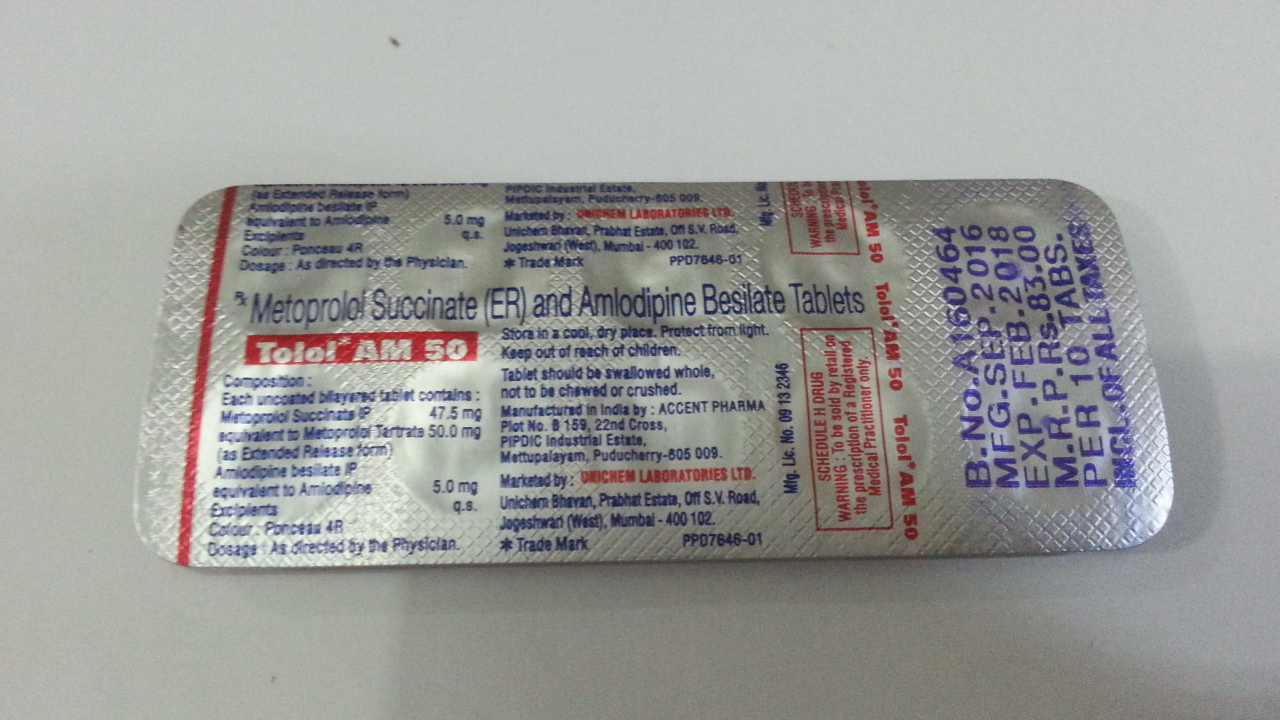 (as Extended Release form)
Amlodipine besilate IP
equivalent to Amlodipine 5.0 mg
Excipients q.s.
Colour : Ponceau 4R
Dosage : As directed by the Physician.
PIPDIC Industrial Estate,
Mettupalayam, Puducherry-605 009.
Marketed by : UNICHEM LABORATORIES LTD.
Unichem Bhavan, Prabhat Estate, Off S.V. Road,
Jogeshwari (West), Mumbai - 400 102.
* Trade Mark PPD7646-01
Rx Metoprolol Succinate (ER) and Amlodipine Besilate Tablets
Tolol* AM 50
Composition :
Each uncoated bilayered tablet contains :
Metoprolol Succinate IP 47.5 mg
equivalent to Metoprolol Tartrate 50.0 mg
(as Extended Release form)
Amlodipine besilate IP
equivalent to Amlodipine 5.0 mg
Excipients q.s.
Colour : Ponceau 4R
Dosage : As directed by the Physician.
Store in a cool, dry place. Protect from light.
Keep out of reach of children.
Tablet should be swallowed whole,
not to be chewed or crushed.
Manufactured in India by : ACCENT PHARMA
Plot No. B 159, 22nd Cross,
PIPDIC Industrial Estate,
Mettupalayam, Puducherry-605 009.
Marketed by : UNICHEM LABORATORIES LTD.
Unichem Bhavan, Prabhat Estate, Off S.V. Road,
Jogeshwari (West), Mumbai - 400 102.
* Trade Mark PPD7646-01
Mfg. Lic. No
Mfg. Lic. No. 09 13 2346
WARNING : To b
the prescription
Medical Pra
SCHEDULE H DRUG
WARNING : To be sold by retail on
the prescription of a Registered
Medical Practitioner only.
Tolol* AM 50 Tolol* AM 50
AM 50
B.No.A160464
MFG.SEP.2016
EXP.FEB.2018
M.R.P.Rs.83.00
PER 10 TABS.
INCL.OF ALL TAXES